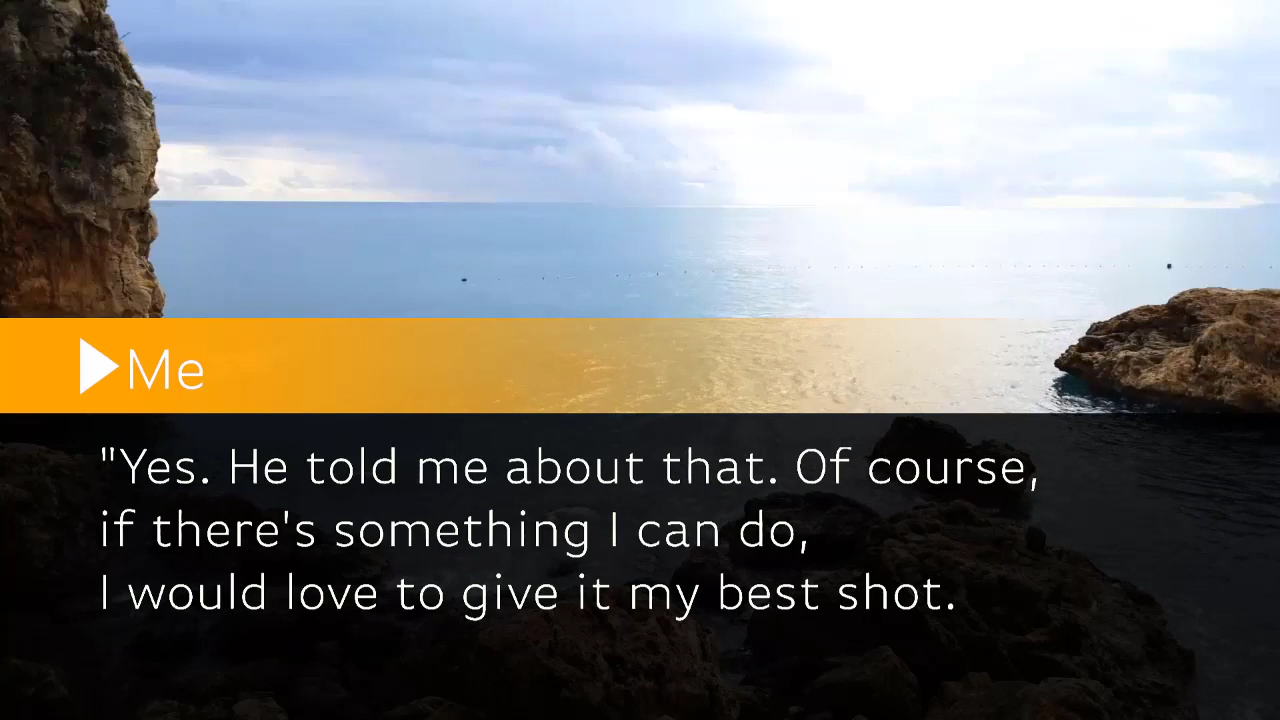 Me
"Yes. He told me about that. Of course,
if there's something I can do,
I would love to give it my best shot.